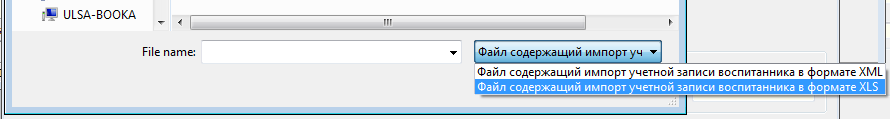 ULSA-BOOKA
File name:
Файл содержащий импорт уч
Файл содержащий импорт учетной записи воспитанника в формате XML
Файл содержащий импорт учетной записи воспитанника в формате XLS